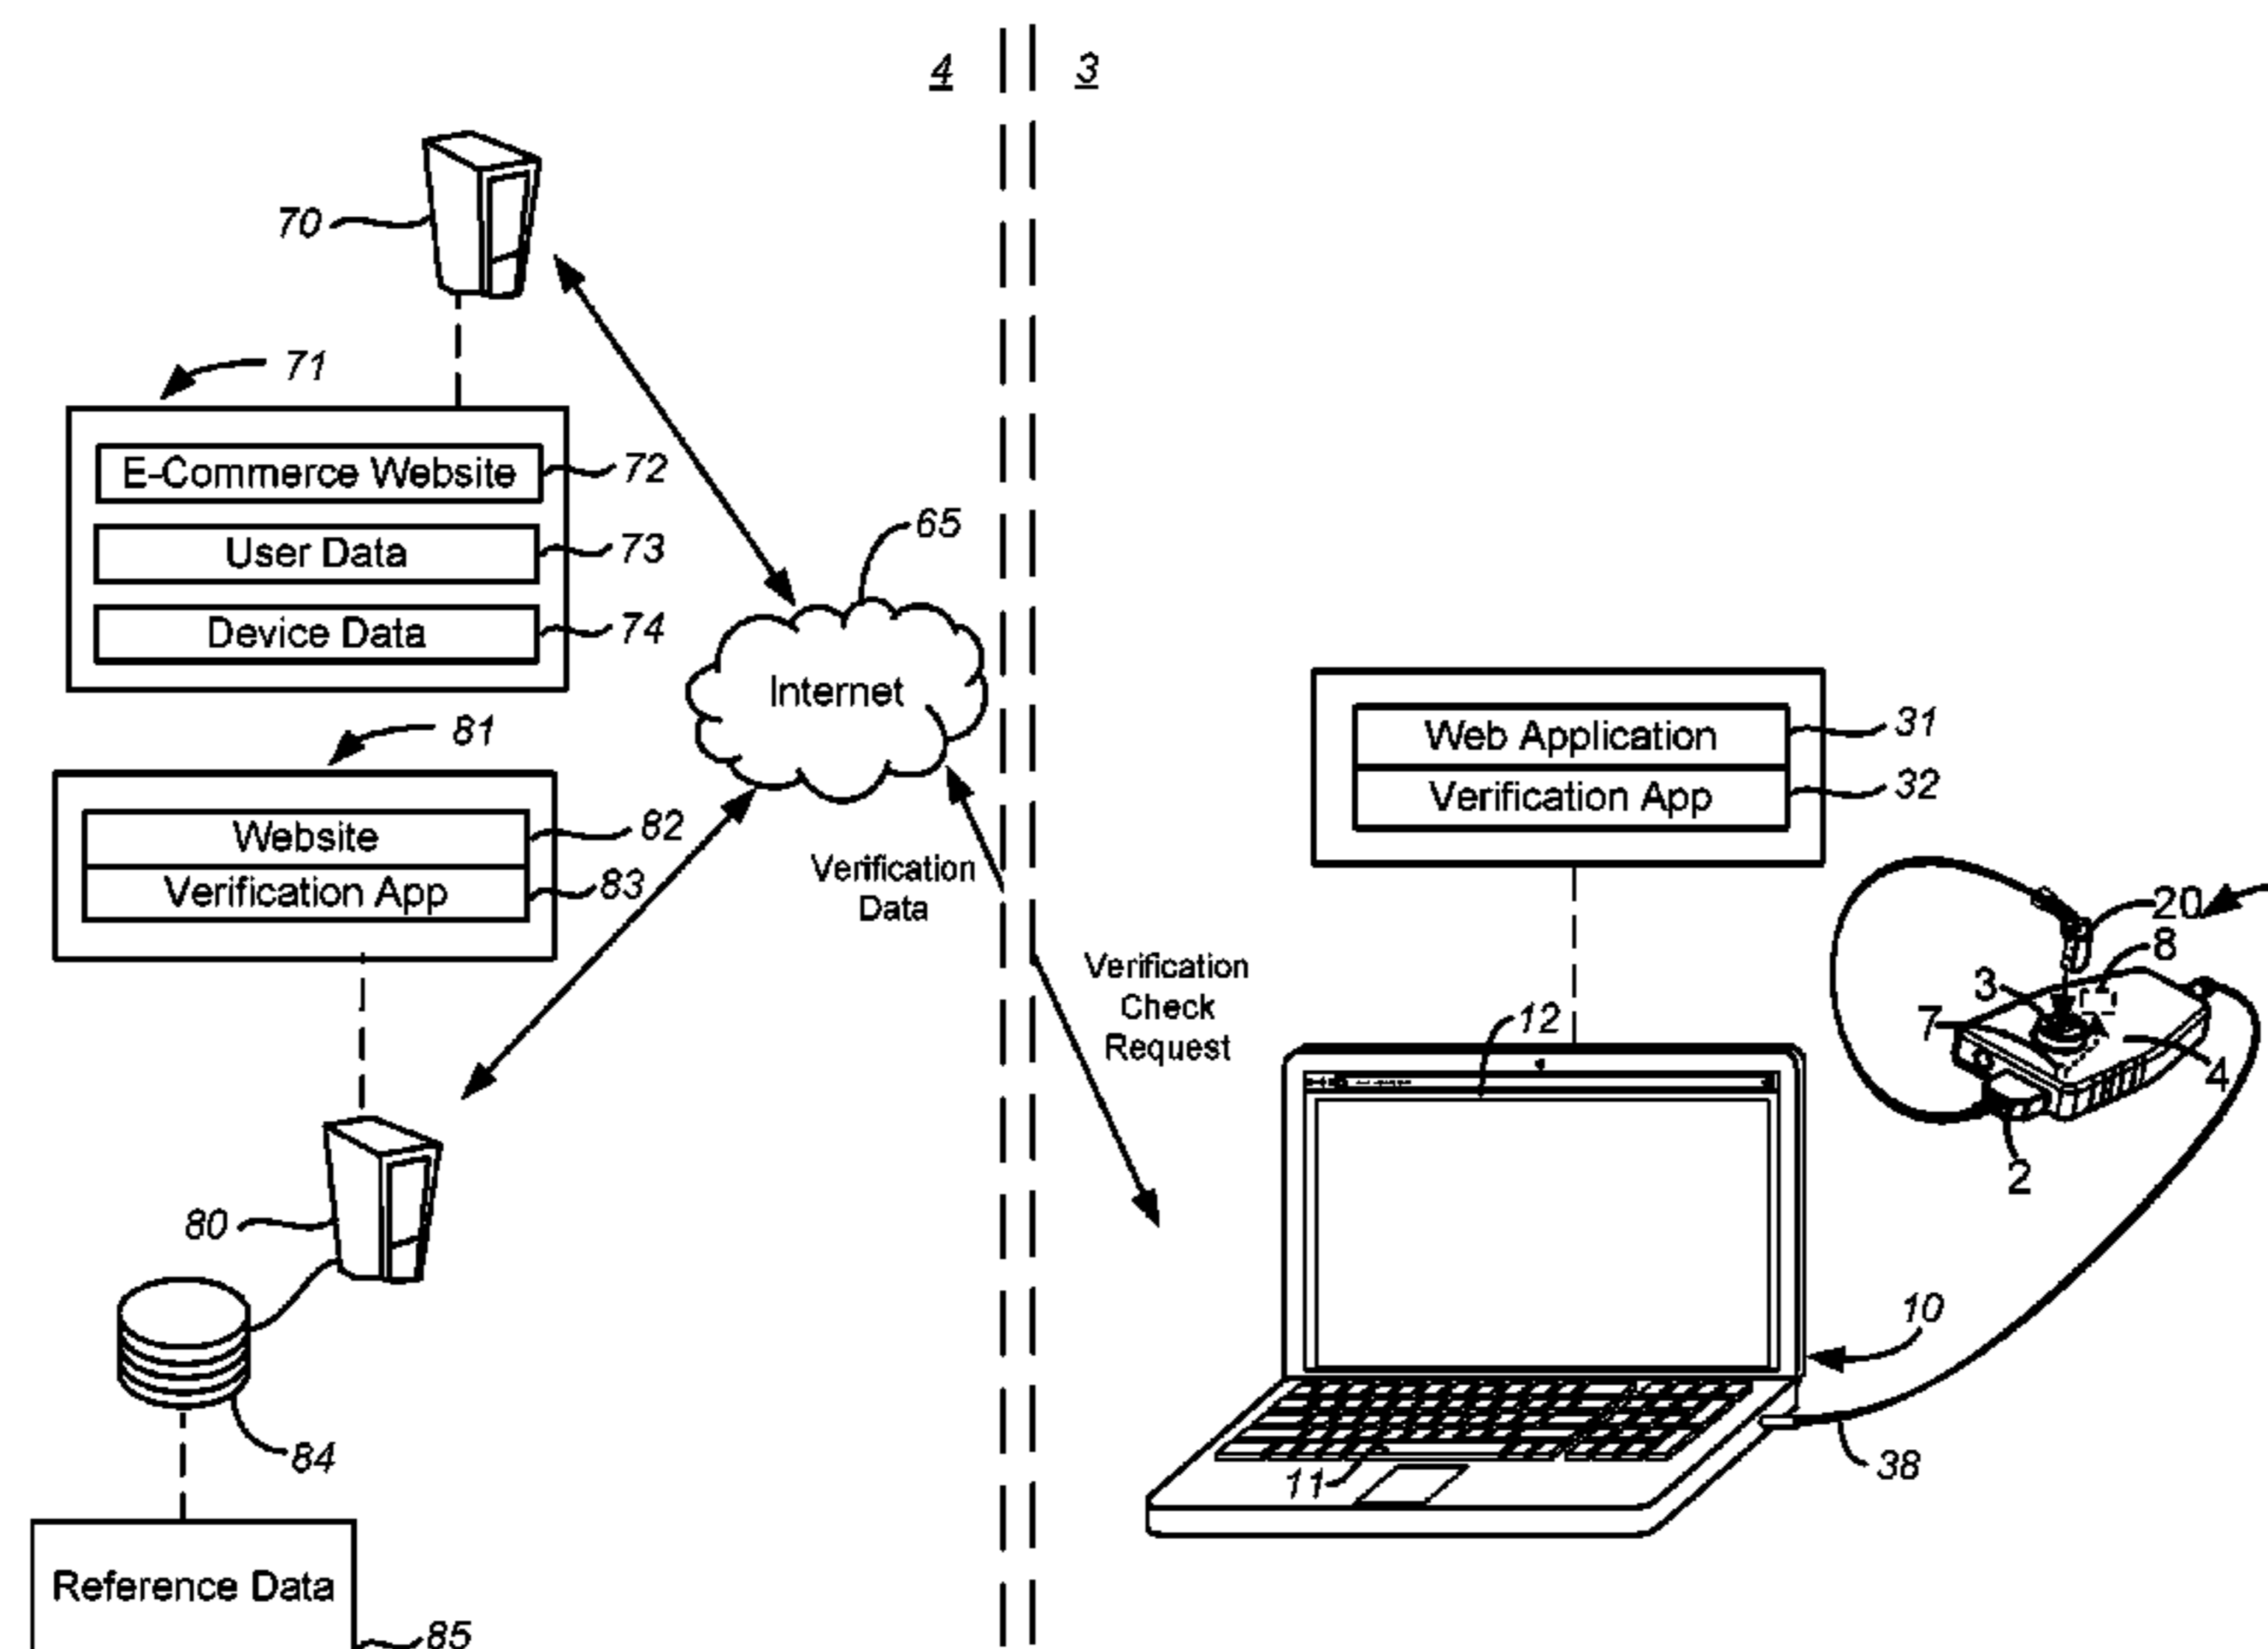 4
3
70
71
E-Commerce Website
72
User Data
73
Device Data
74
65
Internet
81
Website
82
Verification App
83
Verification
Data
Verification
Check
Request
Web Application
31
Verification App
32
20
8
3
7
4
2
12
80
10
84
11
38
Reference Data
85